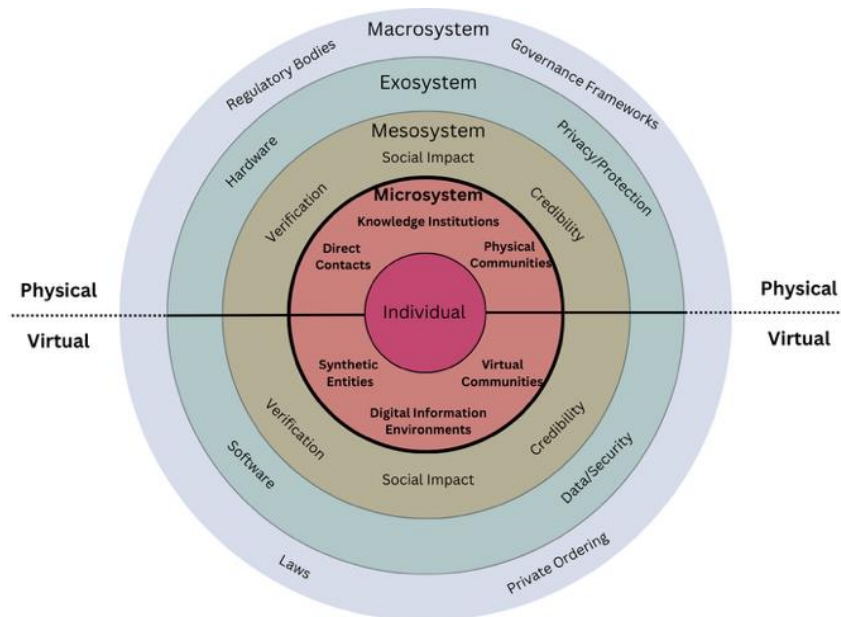 Macrosystem
Regulatory Bodies
Governance Frameworks
Exosystem
Hardware
Privacy/Protection
Mesosystem
Social Impact
Verification
Credibility
Microsystem
Knowledge Institutions
Direct
Contacts
Physical
Communities
Individual
Physical
Virtual
Physical
Virtual
Synthetic
Entities
Virtual
Communities
Digital Information
Environments
Verification
Credibility
Social Impact
Software
Data/Security
Laws
Private Ordering